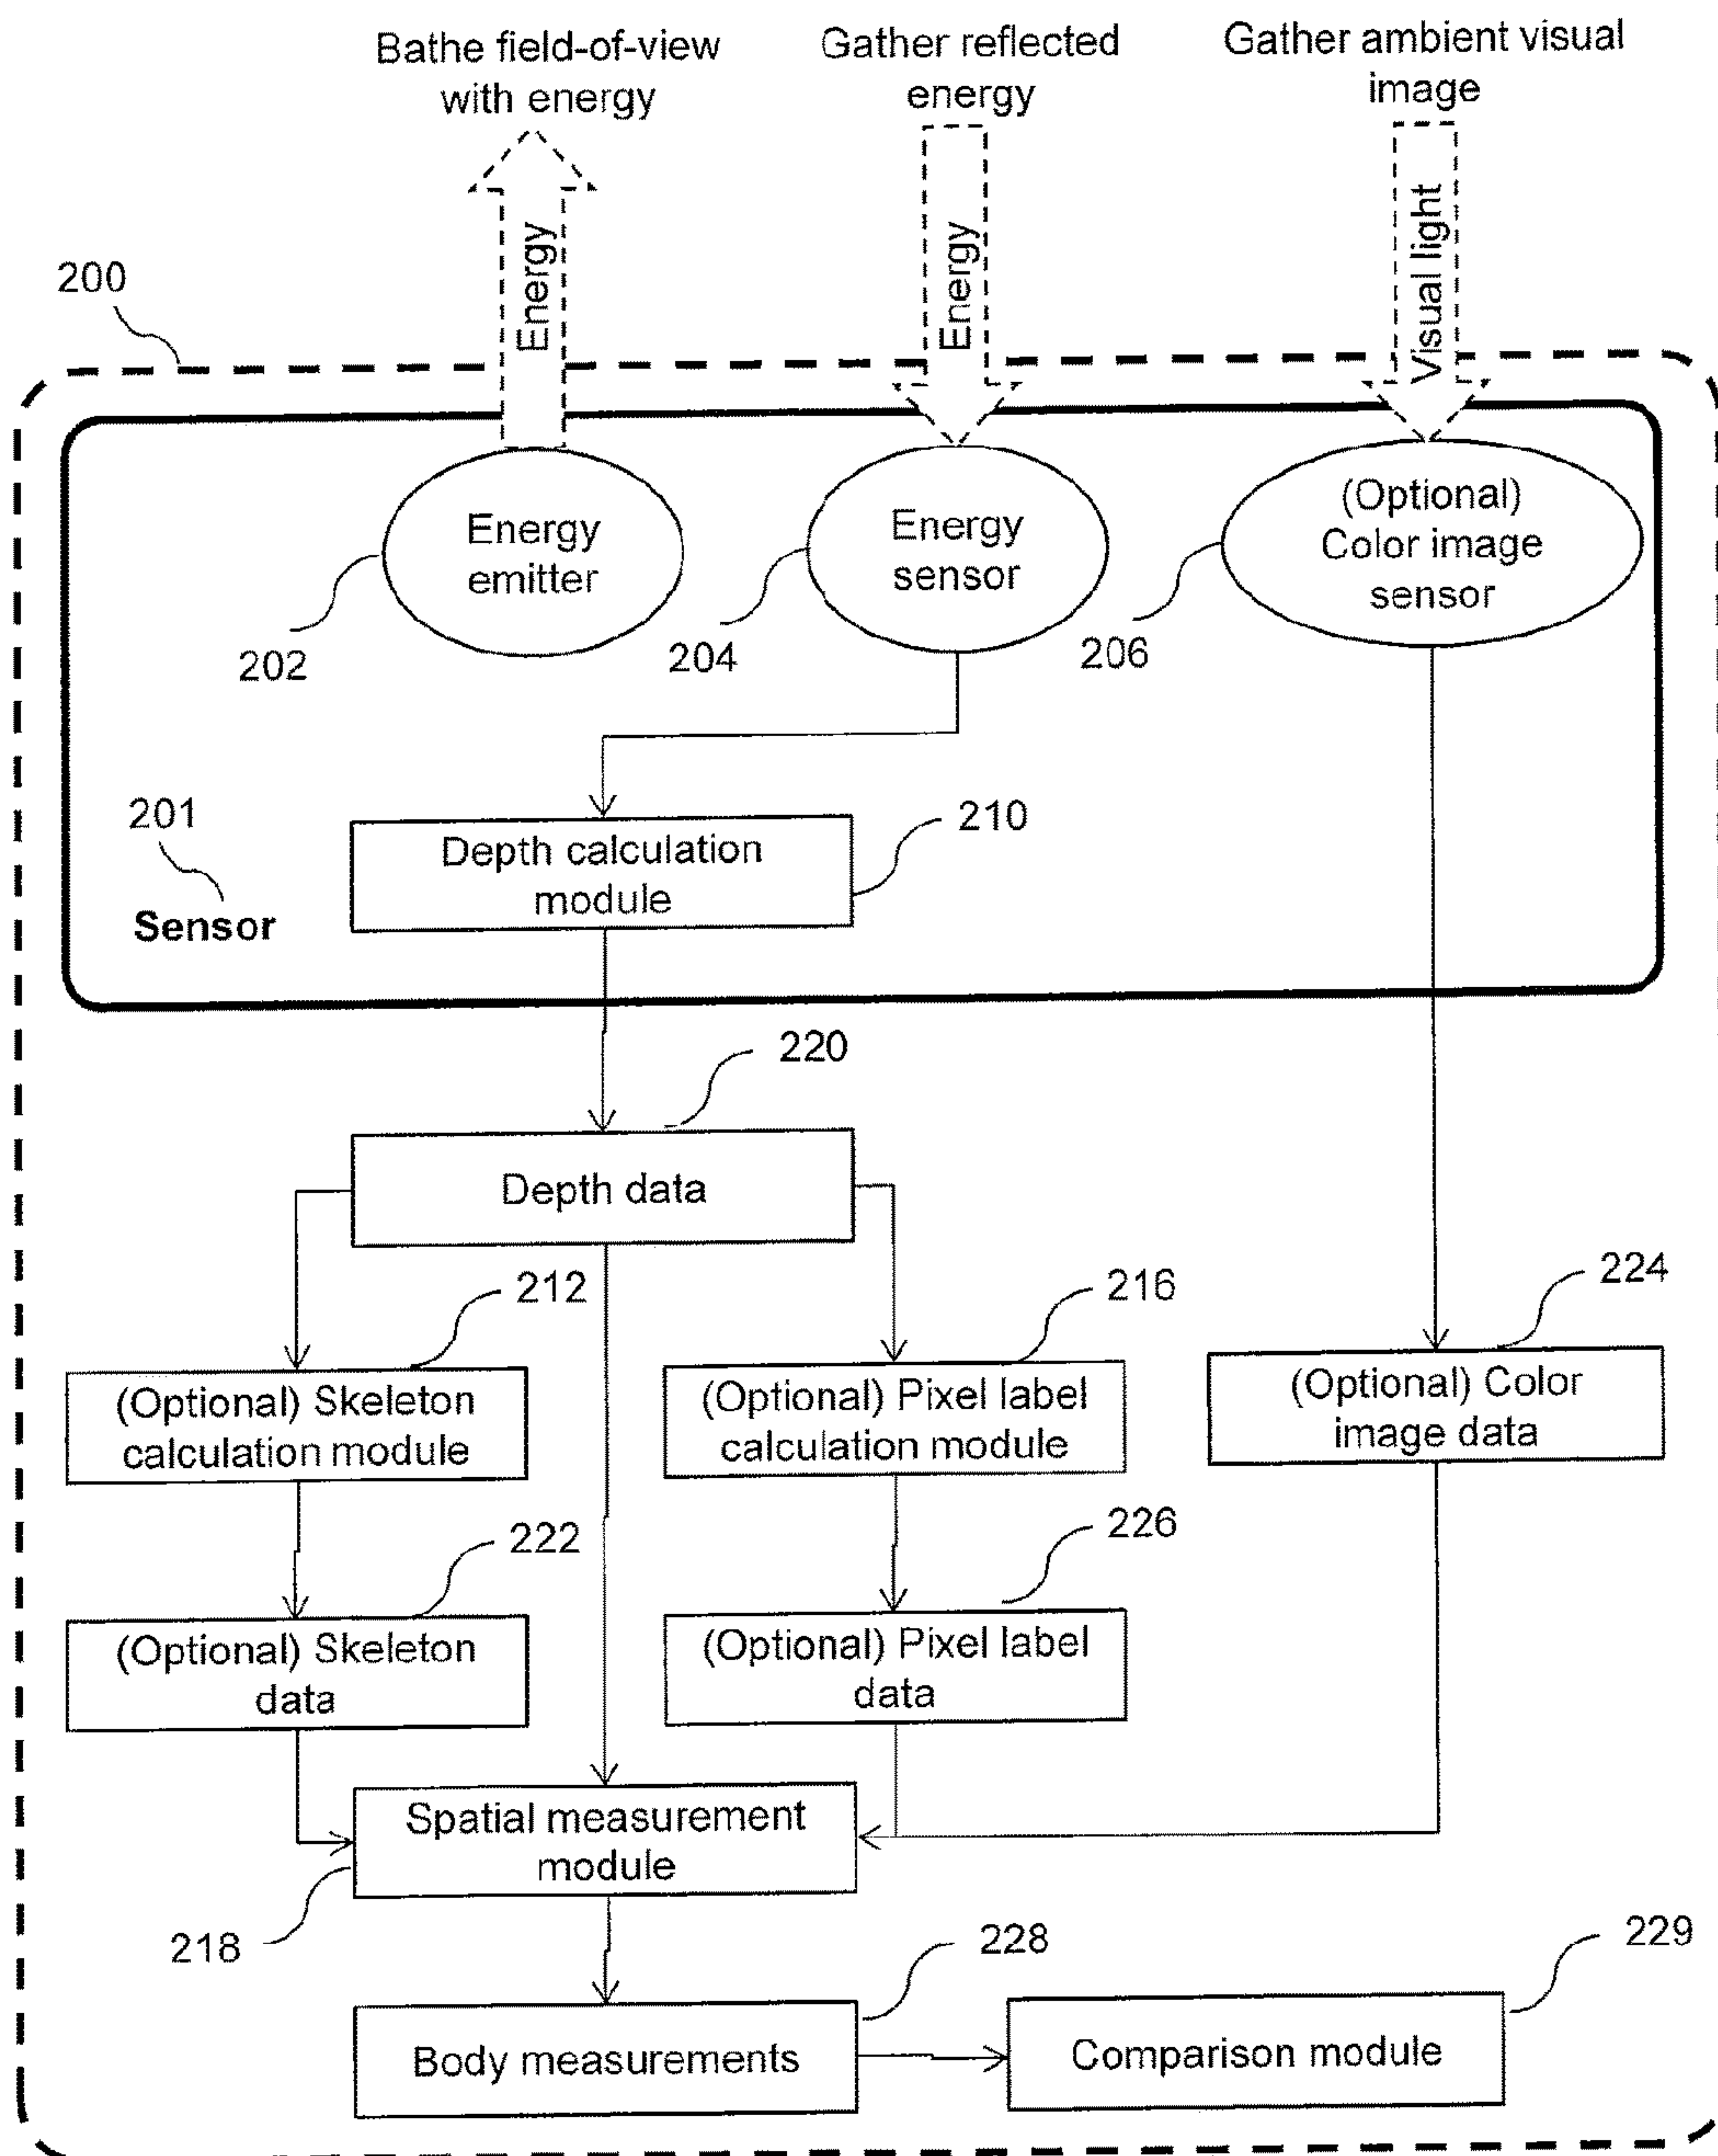 Bathe field-of-view
with energy
Gather reflected
energy
Gather ambient visual
image
Energy
Energy
Visual light
200
Energy
emitter
202
Energy
sensor
204
(Optional)
Color image
sensor
206
201
Sensor
Depth calculation
module
210
220
Depth data
212
(Optional) Skeleton
calculation module
216
(Optional) Pixel label
calculation module
224
(Optional) Color
image data
222
(Optional) Skeleton
data
226
(Optional) Pixel label
data
Spatial measurement
module
218
228
Body measurements
229
Comparison module